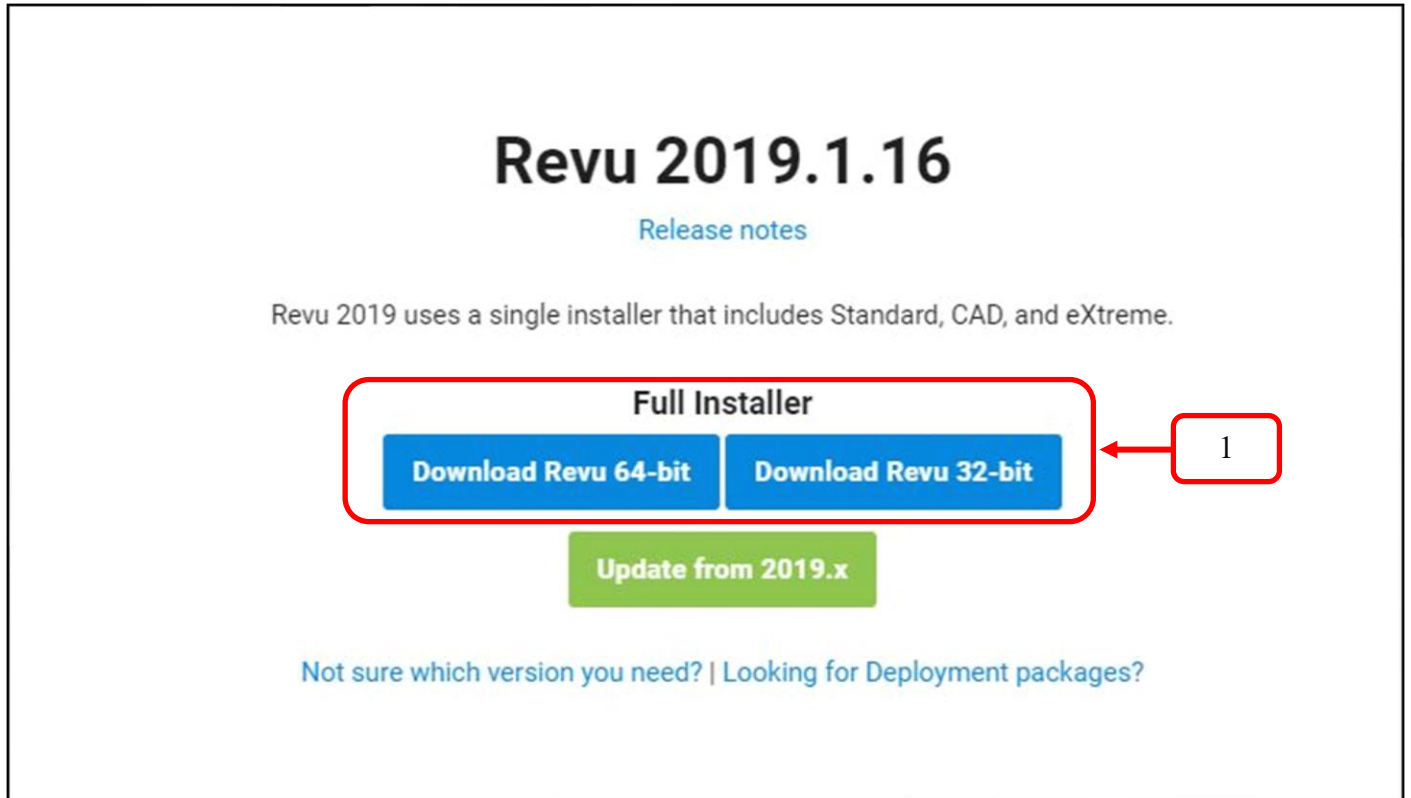 Revu 2019.1.16
Release notes
Revu 2019 uses a single installer that includes Standard, CAD, and eXtreme.
Full Installer
Download Revu 64-bit Download Revu 32-bit
1
Update from 2019.x
Not sure which version you need? | Looking for Deployment packages?